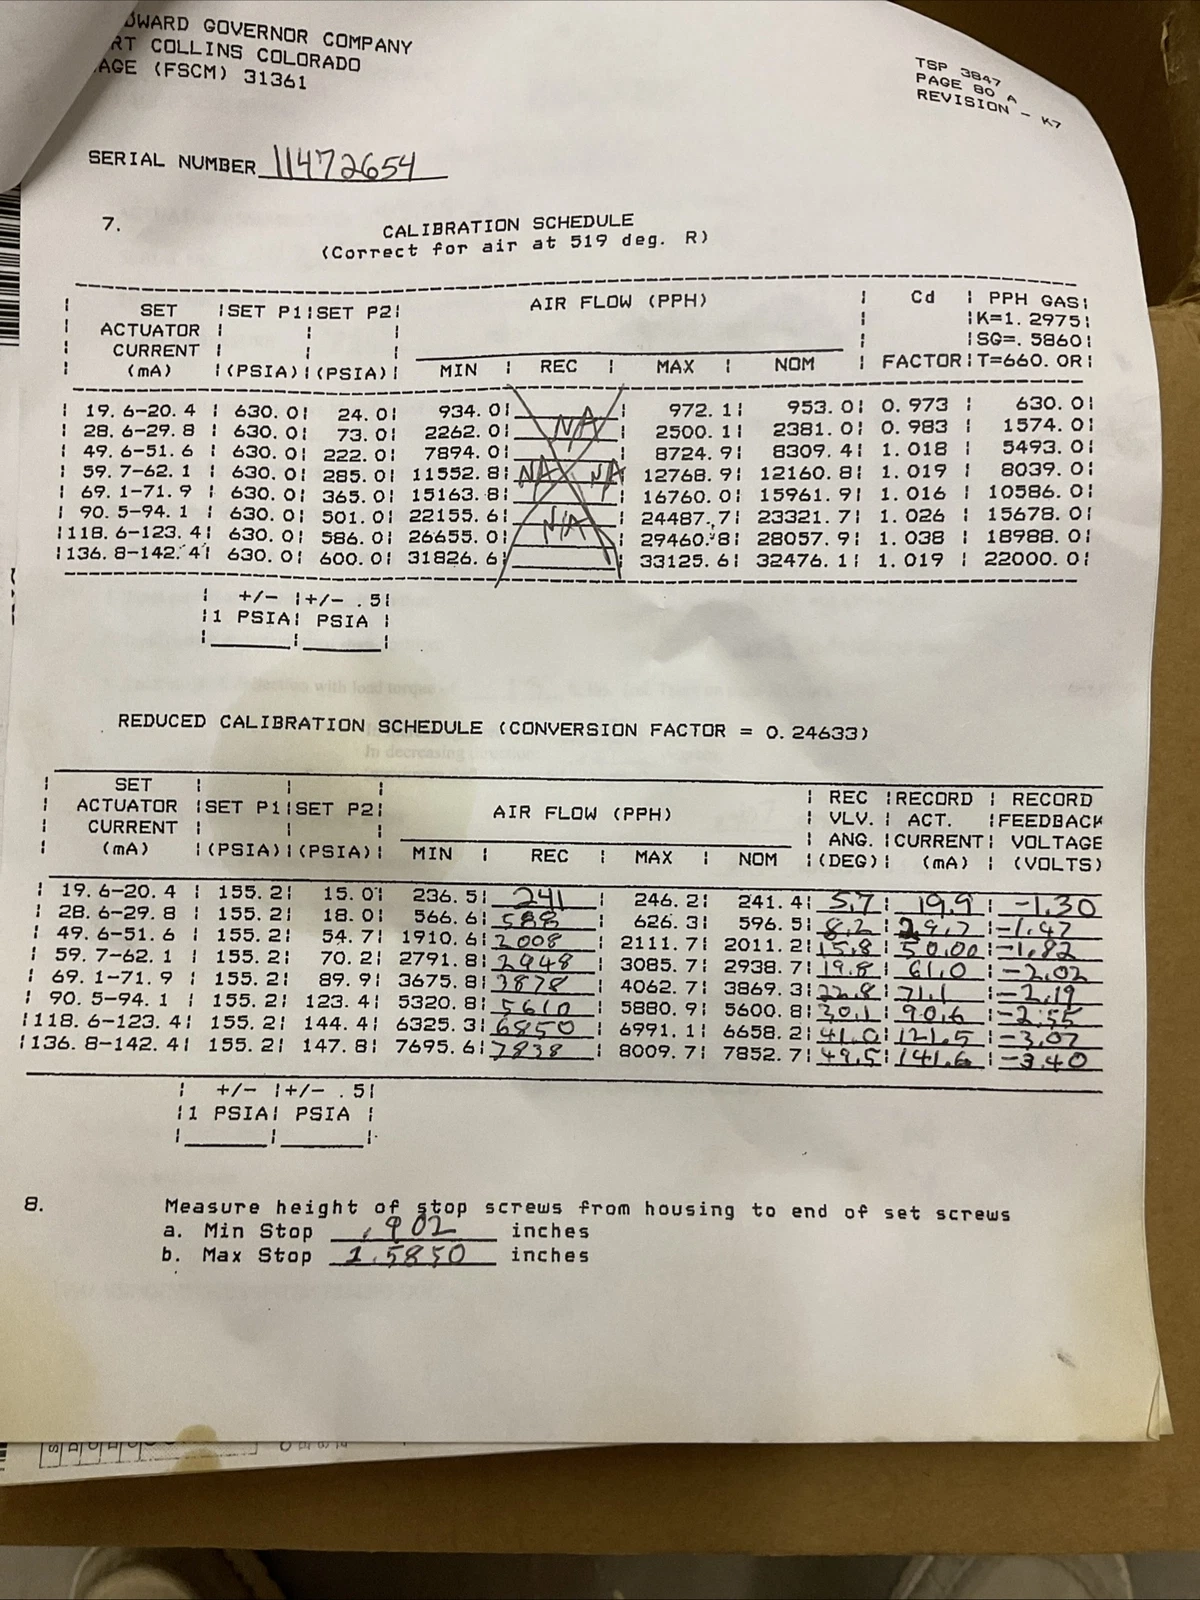 DWARD GOVERNOR COMPANY
RT COLLINS COLORADO
AGE (FSCM) 31361
TSP 3847
PAGE 80 A
REVISION - K7
SERIAL NUMBER 11472654
7. CALIBRATION SCHEDULE
(Correct for air at 519 deg. R)
SET | SET P1 | SET P2 | AIR FLOW (PPH) | Cd | PPH GAS |
ACTUATOR | K=1.2975 |
CURRENT | SG=.5860 |
(mA) | (PSIA) | (PSIA) | MIN | REC | MAX | NOM | FACTOR | T=660.0R |
19.6-20.4 | 630.0 | 24.0 | 934.0 | NA | 972.1 | 953.0 | 0.973 | 630.0 |
28.6-29.8 | 630.0 | 73.0 | 2262.0 | | 2500.1 | 2381.0 | 0.983 | 1574.0 |
49.6-51.6 | 630.0 | 222.0 | 7894.0 | | 8724.9 | 8309.4 | 1.018 | 5493.0 |
59.7-62.1 | 630.0 | 285.0 | 11552.8 | NA NA | 12768.9 | 12160.8 | 1.019 | 8039.0 |
69.1-71.9 | 630.0 | 365.0 | 15163.8 | | 16760.0 | 15961.9 | 1.016 | 10586.0 |
90.5-94.1 | 630.0 | 501.0 | 22155.6 | N/A | 24487.7 | 23321.7 | 1.026 | 15678.0 |
118.6-123.4 | 630.0 | 586.0 | 26655.0 | | 29460.8 | 28057.9 | 1.038 | 18988.0 |
136.8-142.4 | 630.0 | 600.0 | 31826.6 | | 33125.6 | 32476.1 | 1.019 | 22000.0 |
| +/- | +/- .5 |
| 1 PSIA | PSIA |
REDUCED CALIBRATION SCHEDULE (CONVERSION FACTOR = 0.24633)
SET | REC | RECORD | RECORD
ACTUATOR | SET P1 | SET P2 | AIR FLOW (PPH) | VLV. | ACT. | FEEDBACK
CURRENT | ANG. | CURRENT | VOLTAGE
(mA) | (PSIA) | (PSIA) | MIN | REC | MAX | NOM | (DEG) | (mA) | (VOLTS)
19.6-20.4 | 155.2 | 15.0 | 236.5 | 241 | 246.2 | 241.4 | 5.7 | 19.9 | -1.30
28.6-29.8 | 155.2 | 18.0 | 566.6 | 588 | 626.3 | 596.5 | 8.2 | 29.2 | -1.47
49.6-51.6 | 155.2 | 54.7 | 1910.6 | 2008 | 2111.7 | 2011.2 | 15.8 | 50.00 | -1.82
59.7-62.1 | 155.2 | 70.2 | 2791.8 | 2948 | 3085.7 | 2938.7 | 19.8 | 61.0 | -2.02
69.1-71.9 | 155.2 | 89.9 | 3675.8 | 3878 | 4062.7 | 3869.3 | 22.8 | 71.1 | -2.19
90.5-94.1 | 155.2 | 123.4 | 5320.8 | 5610 | 5880.9 | 5600.8 | 30.1 | 90.6 | -2.55
118.6-123.4 | 155.2 | 144.4 | 6325.3 | 6850 | 6991.1 | 6658.2 | 41.0 | 121.5 | -3.07
136.8-142.4 | 155.2 | 147.8 | 7695.6 | 7838 | 8009.7 | 7852.7 | 49.5 | 141.6 | -3.40
| +/- | +/- .5 |
| 1 PSIA | PSIA |
8. Measure height of stop screws from housing to end of set screws
a. Min Stop .902 inches
b. Max Stop 1.5850 inches